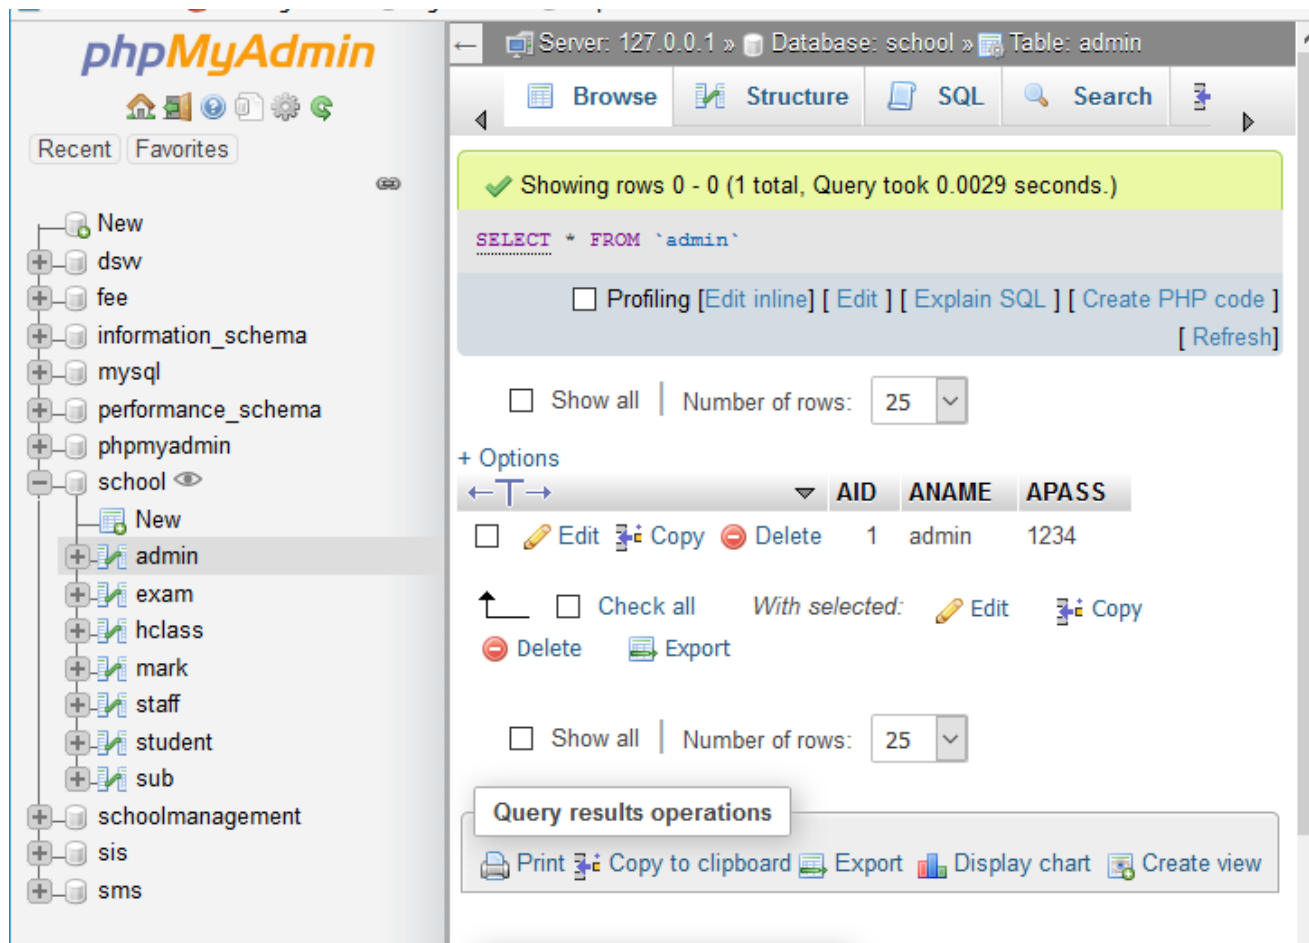 phpMyAdmin
Recent Favorites
New
dsw
fee
information_schema
mysql
performance_schema
phpmyadmin
school
New
admin
exam
hclass
mark
staff
student
sub
schoolmanagement
sis
sms
Server: 127.0.0.1 » Database: school » Table: admin
Browse Structure SQL Search
Showing rows 0 - 0 (1 total, Query took 0.0029 seconds.)
SELECT * FROM `admin`
Profiling [Edit inline] [ Edit ] [ Explain SQL ] [ Create PHP code ]
[ Refresh]
Show all Number of rows: 25
+ Options
←T→ AID ANAME APASS
Edit Copy Delete 1 admin 1234
Check all With selected: Edit Copy
Delete Export
Show all Number of rows: 25
Query results operations
Print Copy to clipboard Export Display chart Create view